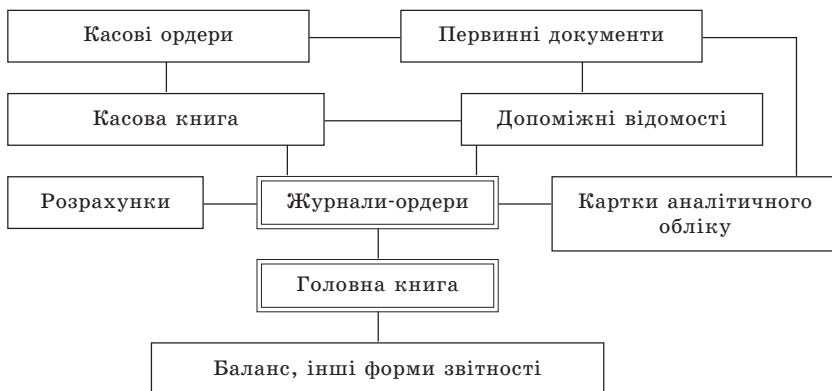 Касові ордери
Первинні документи
Касова книга
Допоміжні відомості
Розрахунки
Журнали-ордери
Картки аналітичного
обліку
Головна книга
Баланс, інші форми звітності